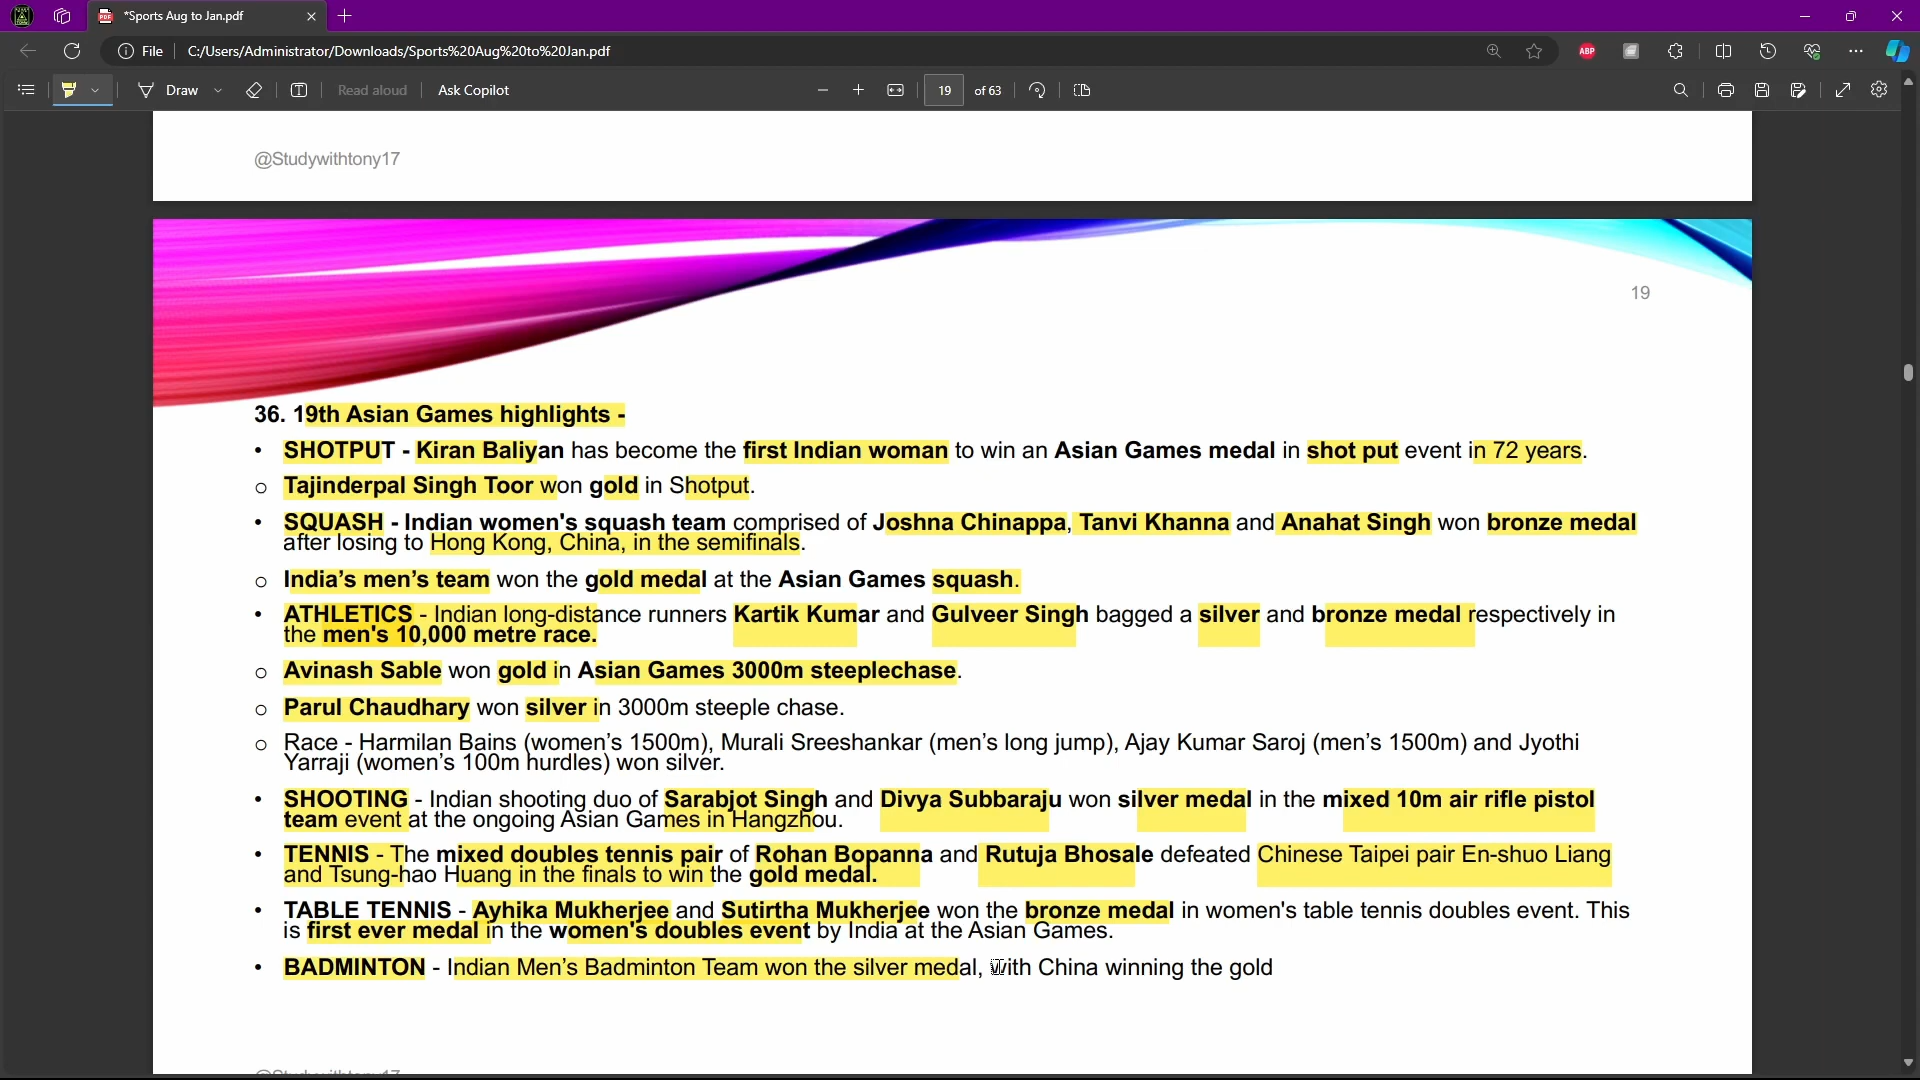 *Sports Aug to Jan.pdf
File
C:/Users/Administrator/Downloads/Sports%20Aug%20to%20Jan.pdf
ABP
Draw
Read aloud
Ask Copilot
19 of 63
@Studywithtony17
19
36. 19th Asian Games highlights -
• SHOTPUT - Kiran Baliyan has become the first Indian woman to win an Asian Games medal in shot put event in 72 years.
o Tajinderpal Singh Toor won gold in Shotput.
• SQUASH - Indian women's squash team comprised of Joshna Chinappa, Tanvi Khanna and Anahat Singh won bronze medal
after losing to Hong Kong, China, in the semifinals.
o India’s men’s team won the gold medal at the Asian Games squash.
• ATHLETICS - Indian long-distance runners Kartik Kumar and Gulveer Singh bagged a silver and bronze medal respectively in
the men's 10,000 metre race.
o Avinash Sable won gold in Asian Games 3000m steeplechase.
o Parul Chaudhary won silver in 3000m steeple chase.
o Race - Harmilan Bains (women’s 1500m), Murali Sreeshankar (men’s long jump), Ajay Kumar Saroj (men’s 1500m) and Jyothi
Yarraji (women’s 100m hurdles) won silver.
• SHOOTING - Indian shooting duo of Sarabjot Singh and Divya Subbaraju won silver medal in the mixed 10m air rifle pistol
team event at the ongoing Asian Games in Hangzhou.
• TENNIS - The mixed doubles tennis pair of Rohan Bopanna and Rutuja Bhosale defeated Chinese Taipei pair En-shuo Liang
and Tsung-hao Huang in the finals to win the gold medal.
• TABLE TENNIS - Ayhika Mukherjee and Sutirtha Mukherjee won the bronze medal in women's table tennis doubles event. This
is first ever medal in the women's doubles event by India at the Asian Games.
• BADMINTON - Indian Men’s Badminton Team won the silver medal, with China winning the gold
@Studywithtony17